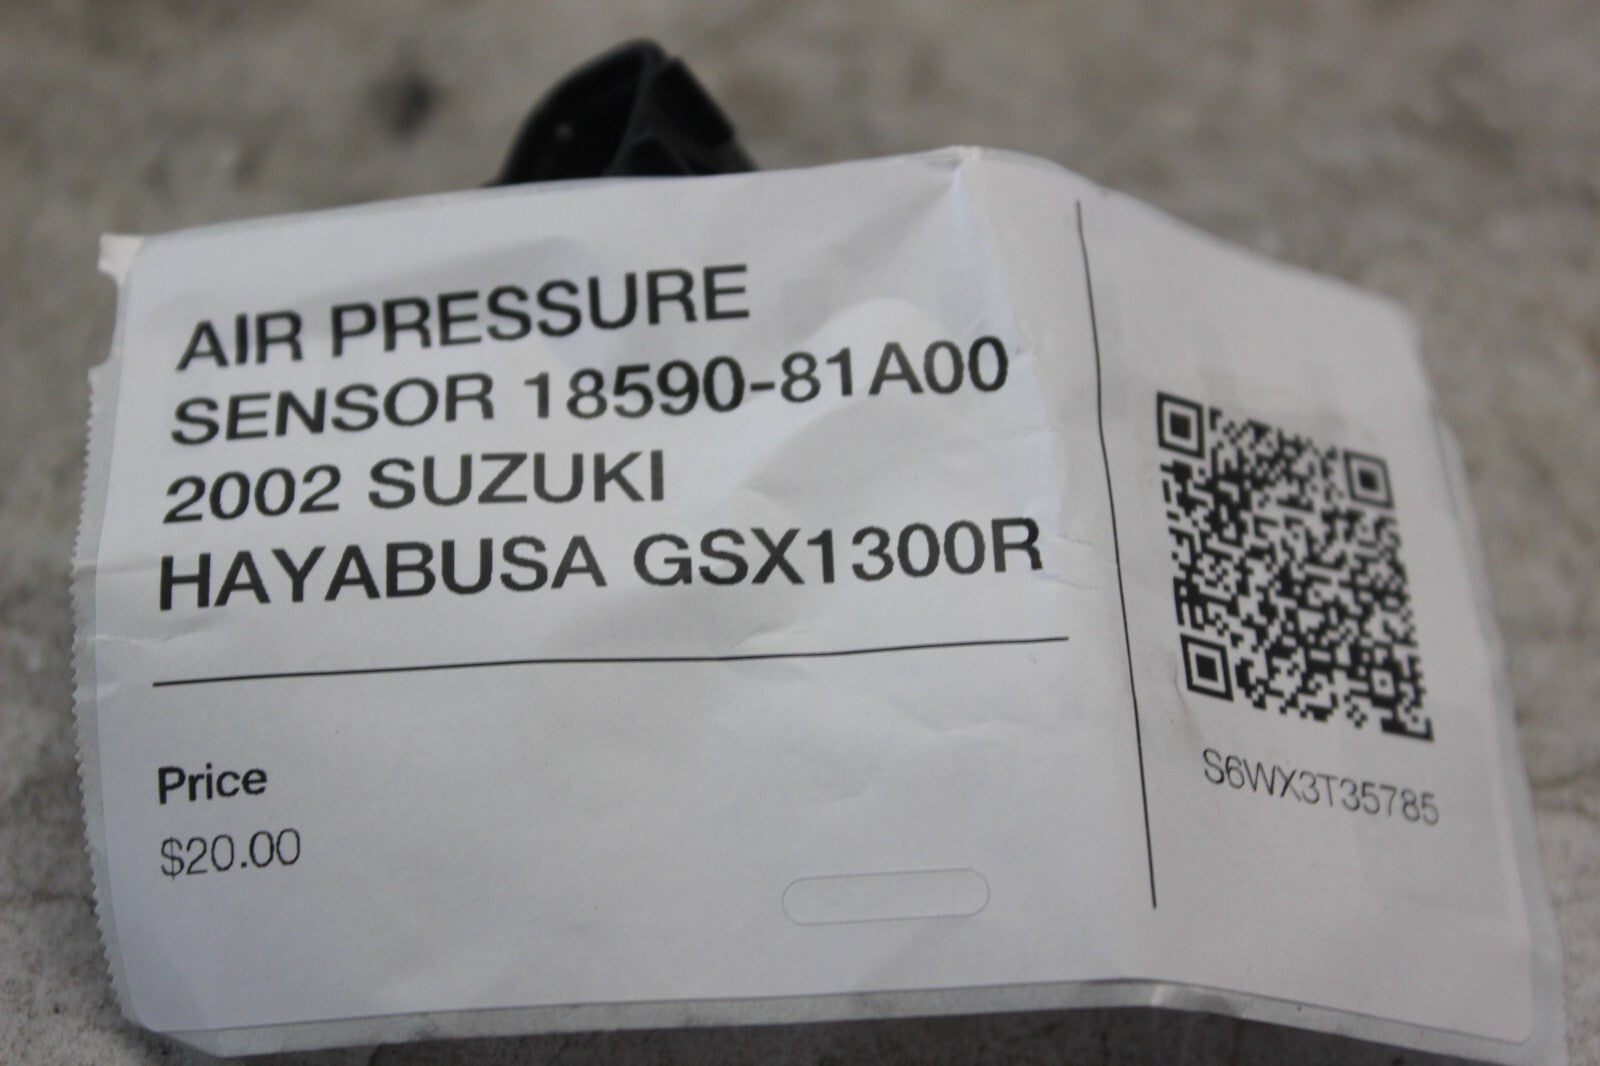 AIR PRESSURE
SENSOR 18590-81A00
2002 SUZUKI
HAYABUSA GSX1300R
Price
$20.00
S6WX3T35785